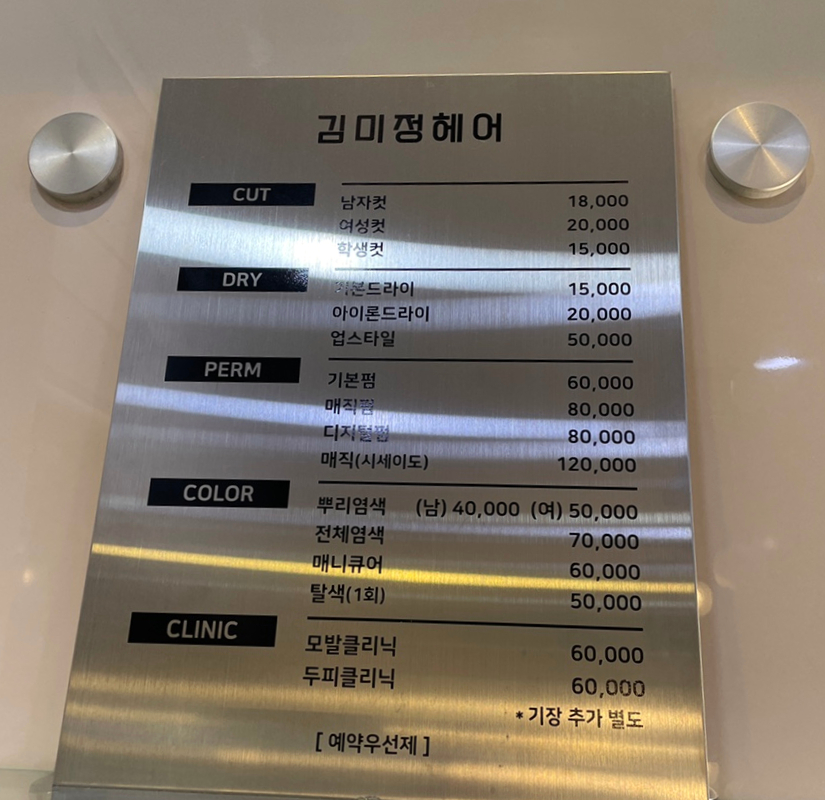 김미정헤어
CUT 남자컷 18,000
여성컷 20,000
학생컷 15,000
DRY 기본드라이 15,000
아이론드라이 20,000
업스타일 50,000
PERM 기본펌 60,000
매직펌 80,000
디지털펌 80,000
매직(시세이도) 120,000
COLOR 뿌리염색 (남) 40,000 (여) 50,000
전체염색 70,000
매니큐어 60,000
탈색(1회) 50,000
CLINIC 모발클리닉 60,000
두피클리닉 60,000
*기장 추가 별도
[ 예약우선제 ]